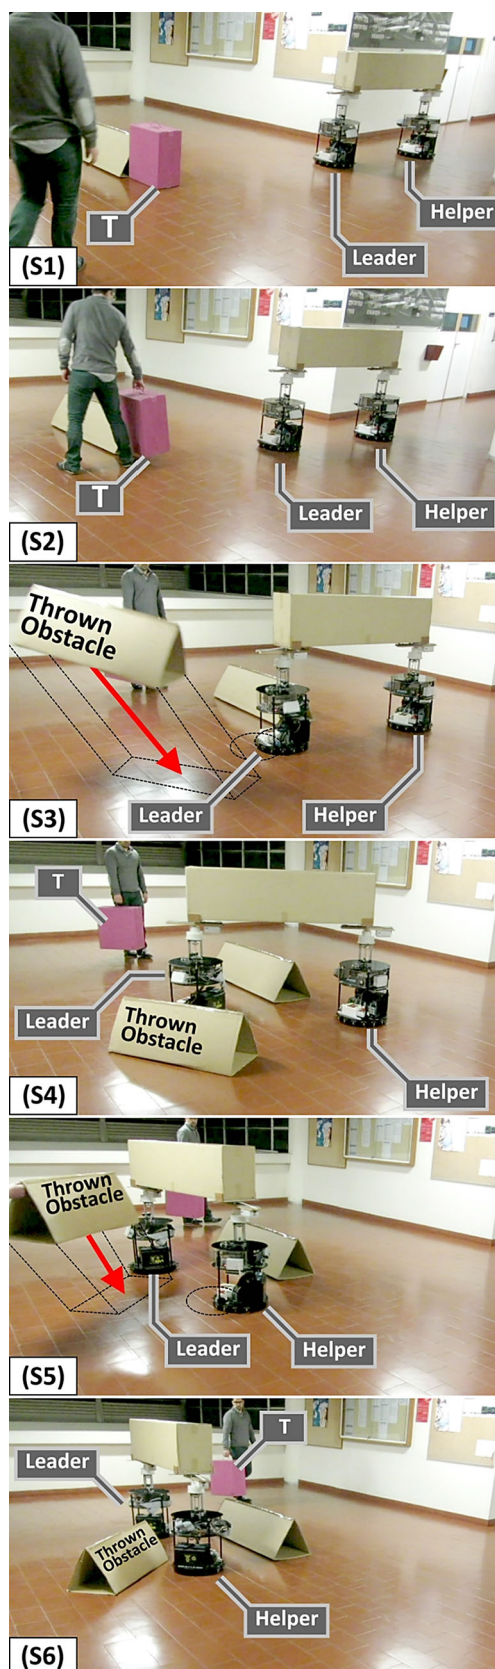 T
Helper
Leader
(S1)
T
Leader
Helper
(S2)
Thrown
Obstacle
Leader
Helper
(S3)
T
Leader
Thrown
Obstacle
Helper
(S4)
Thrown
Obstacle
Leader
Helper
(S5)
Leader
T
Thrown
Obstacle
Helper
(S6)